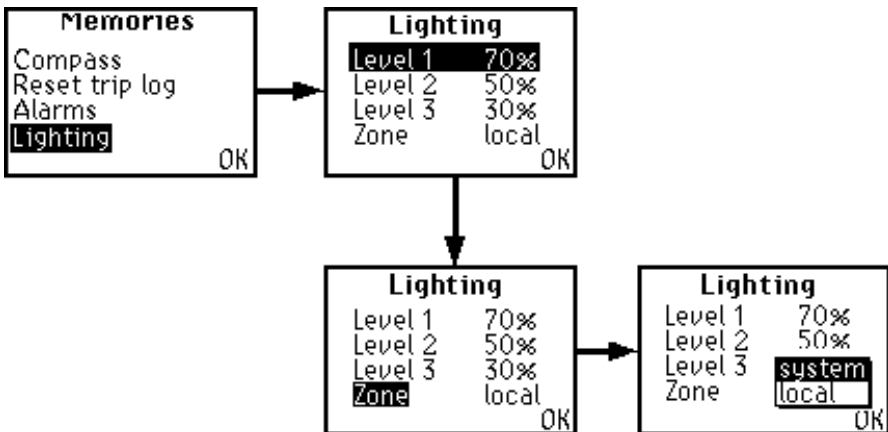 Memories
Compass
Reset trip log
Alarms
Lighting
OK
Lighting
Level 1 70%
Level 2 50%
Level 3 30%
Zone local
OK
Lighting
Level 1 70%
Level 2 50%
Level 3 30%
Zone local
OK
Lighting
Level 1 70%
Level 2 50%
Level 3 system
Zone local
OK